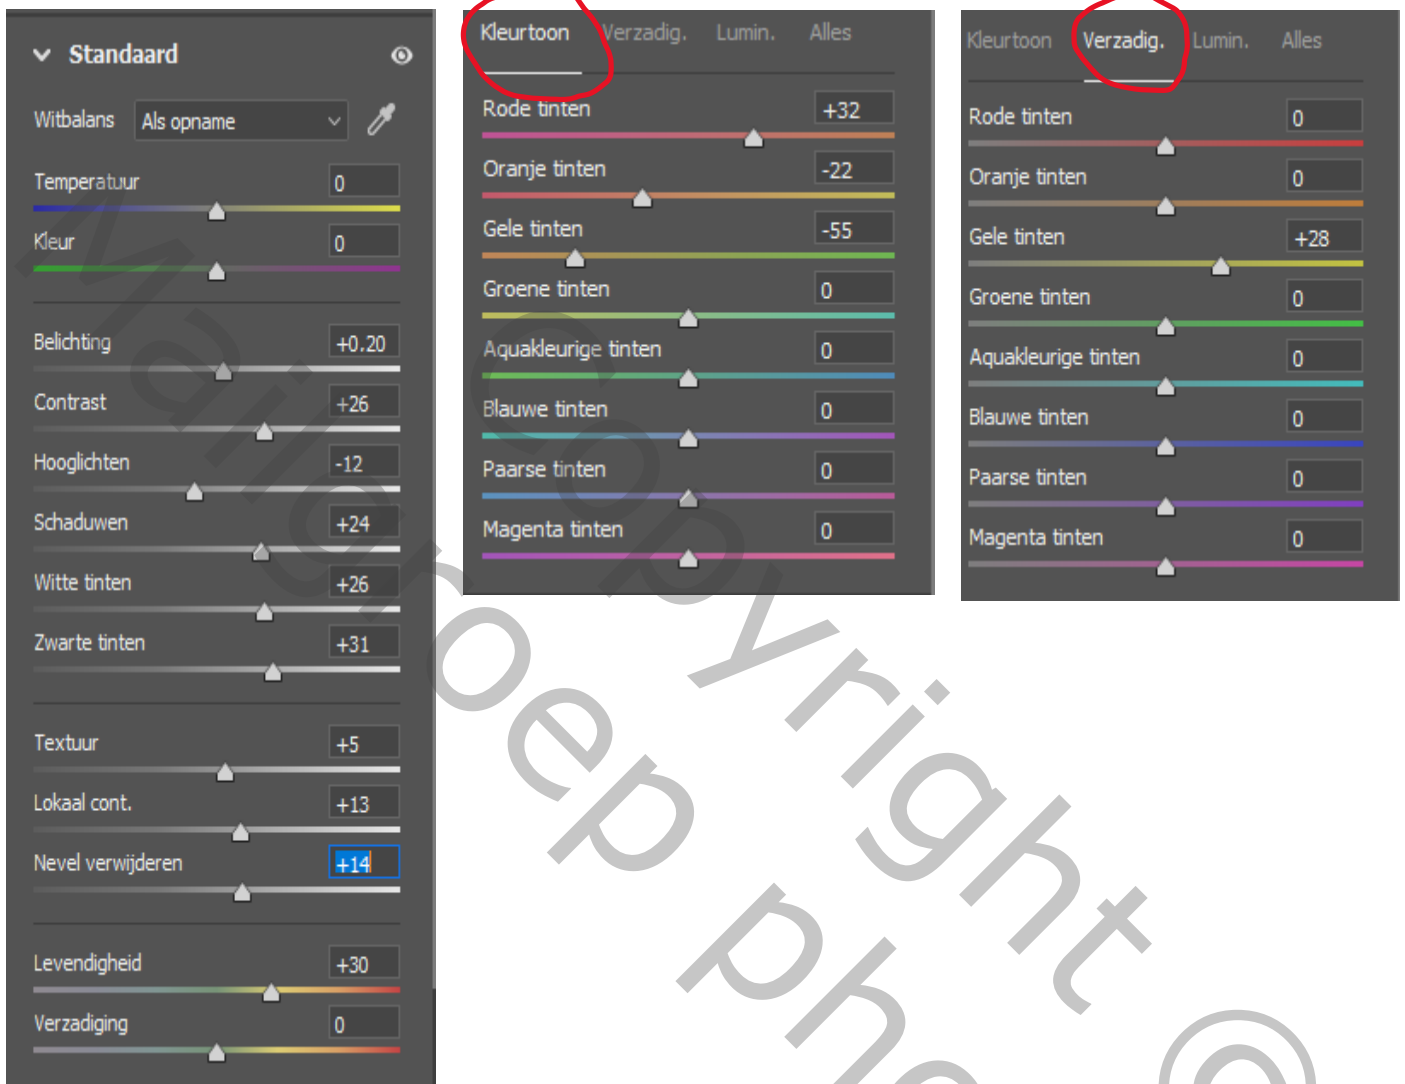 Standaard
Witbalans Als opname
Temperatuur 0
Kleur 0
Belichting +0.20
Contrast +26
Hooglichten -12
Schaduwen +24
Witte tinten +26
Zwarte tinten +31
Textuur +5
Lokaal cont. +13
Nevel verwijderen +14
Levendigheid +30
Verzadiging 0
Kleurtoon Verzadig. Lumin. Alles
Rode tinten +32
Oranje tinten -22
Gele tinten -55
Groene tinten 0
Aquakleurige tinten 0
Blauwe tinten 0
Paarse tinten 0
Magenta tinten 0
Kleurtoon Verzadig. Lumin. Alles
Rode tinten 0
Oranje tinten 0
Gele tinten +28
Groene tinten 0
Aquakleurige tinten 0
Blauwe tinten 0
Paarse tinten 0
Magenta tinten 0
Copyright ©
Mailgroep